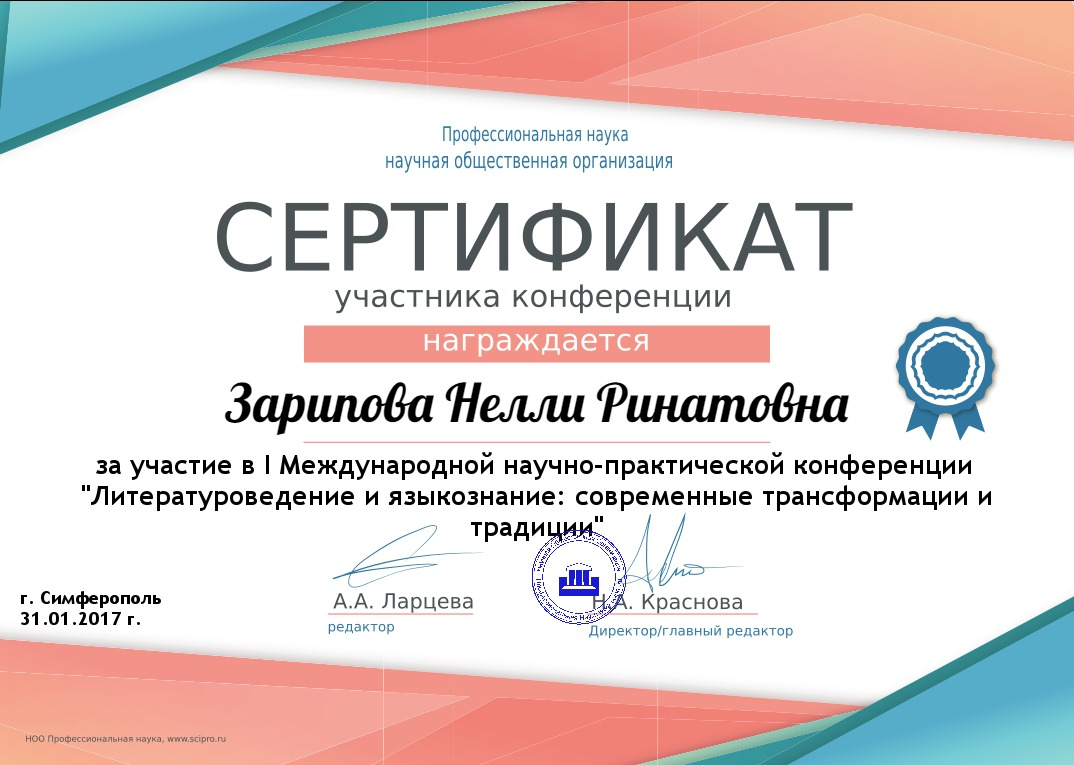 Профессиональная наука
научная общественная организация
СЕРТИФИКАТ
участника конференции
награждается
Зарипова Нелли Ринатовна
за участие в I Международной научно-практической конференции
"Литературоведение и языкознание: современные трансформации и
традиции"
г. Симферополь
31.01.2017 г.
А.А. Ларцева
редактор
Н.А. Краснова
Директор/главный редактор
НОО Профессиональная наука, www.scipro.ru